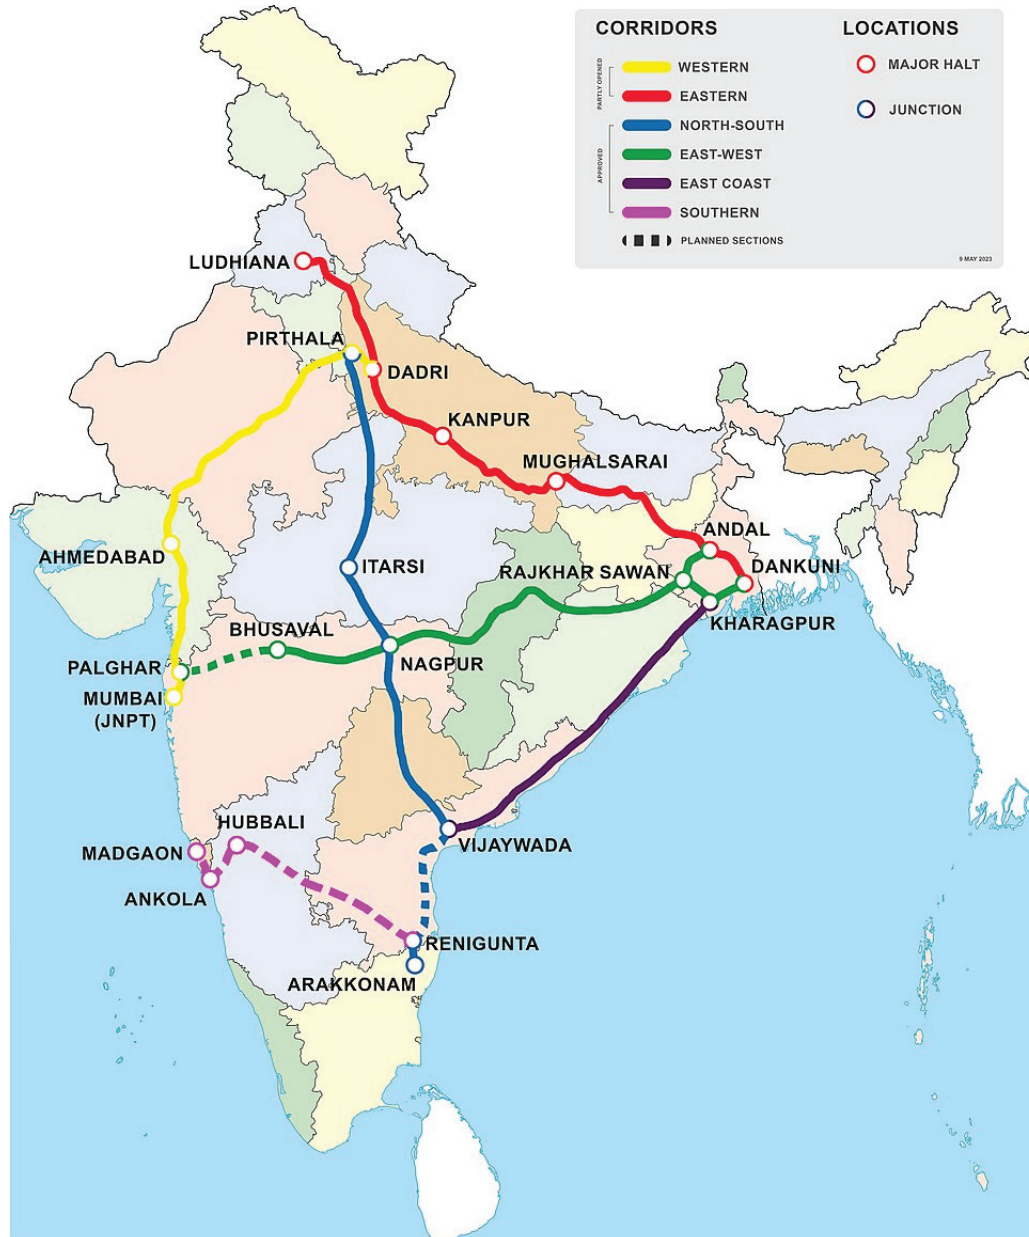 CORRIDORS
LOCATIONS
PARTLY OPENED
WESTERN
EASTERN
APPROVED
NORTH-SOUTH
EAST-WEST
EAST COAST
SOUTHERN
PLANNED SECTIONS
MAJOR HALT
JUNCTION
9 MAY 2023
LUDHIANA
PIRTHALA
DADRI
KANPUR
MUGHALSARAI
ANDAL
AHMEDABAD
ITARSI
RAJKHAR SAWAN
DANKUNI
KHARAGPUR
BHUSAVAL
NAGPUR
PALGHAR
MUMBAI
(JNPT)
HUBBALI
VIJAYWADA
MADGAON
ANKOLA
RENIGUNTA
ARAKKONAM